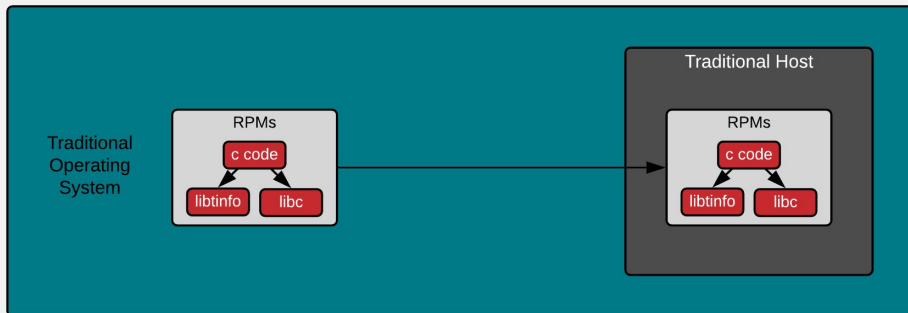 Traditional Host
RPMs
c code
libtinfo
libc
Traditional
Operating
System
RPMs
c code
libtinfo
libc